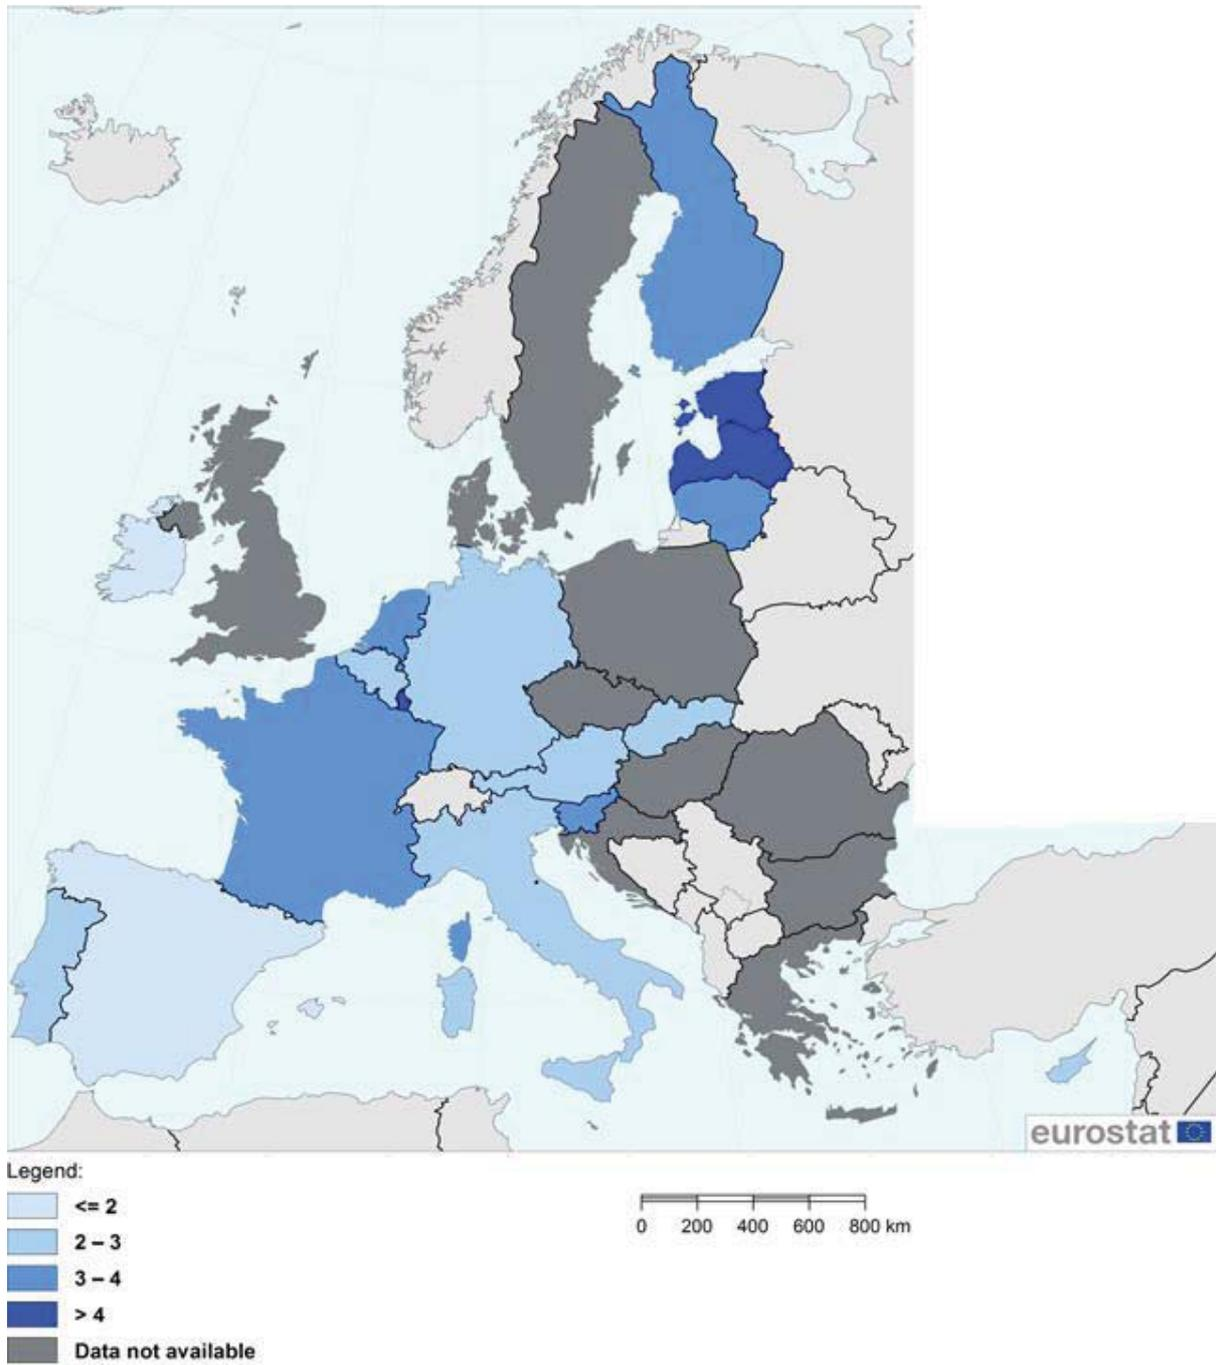 eurostat
Legend:
<= 2
2 – 3
3 – 4
> 4
Data not available
0 200 400 600 800 km